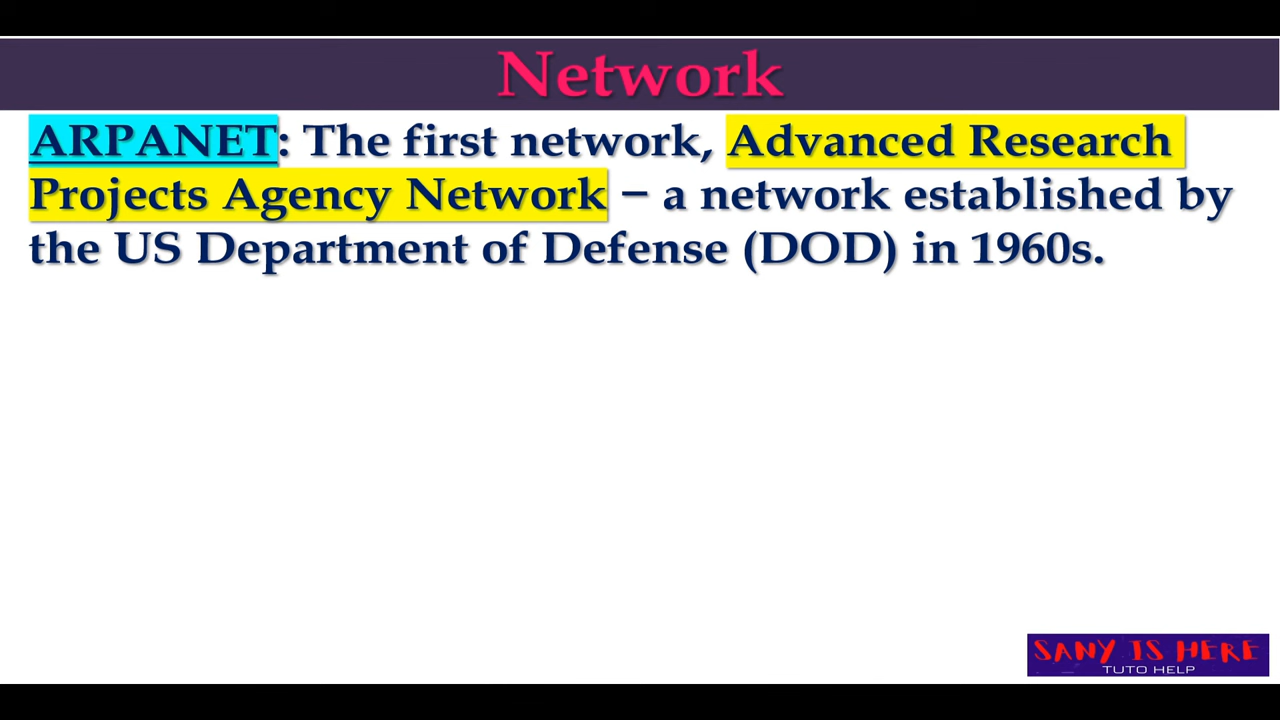 Network
ARPANET: The first network, Advanced Research
Projects Agency Network − a network established by
the US Department of Defense (DOD) in 1960s.
SANY IS HERE
TUTO HELP